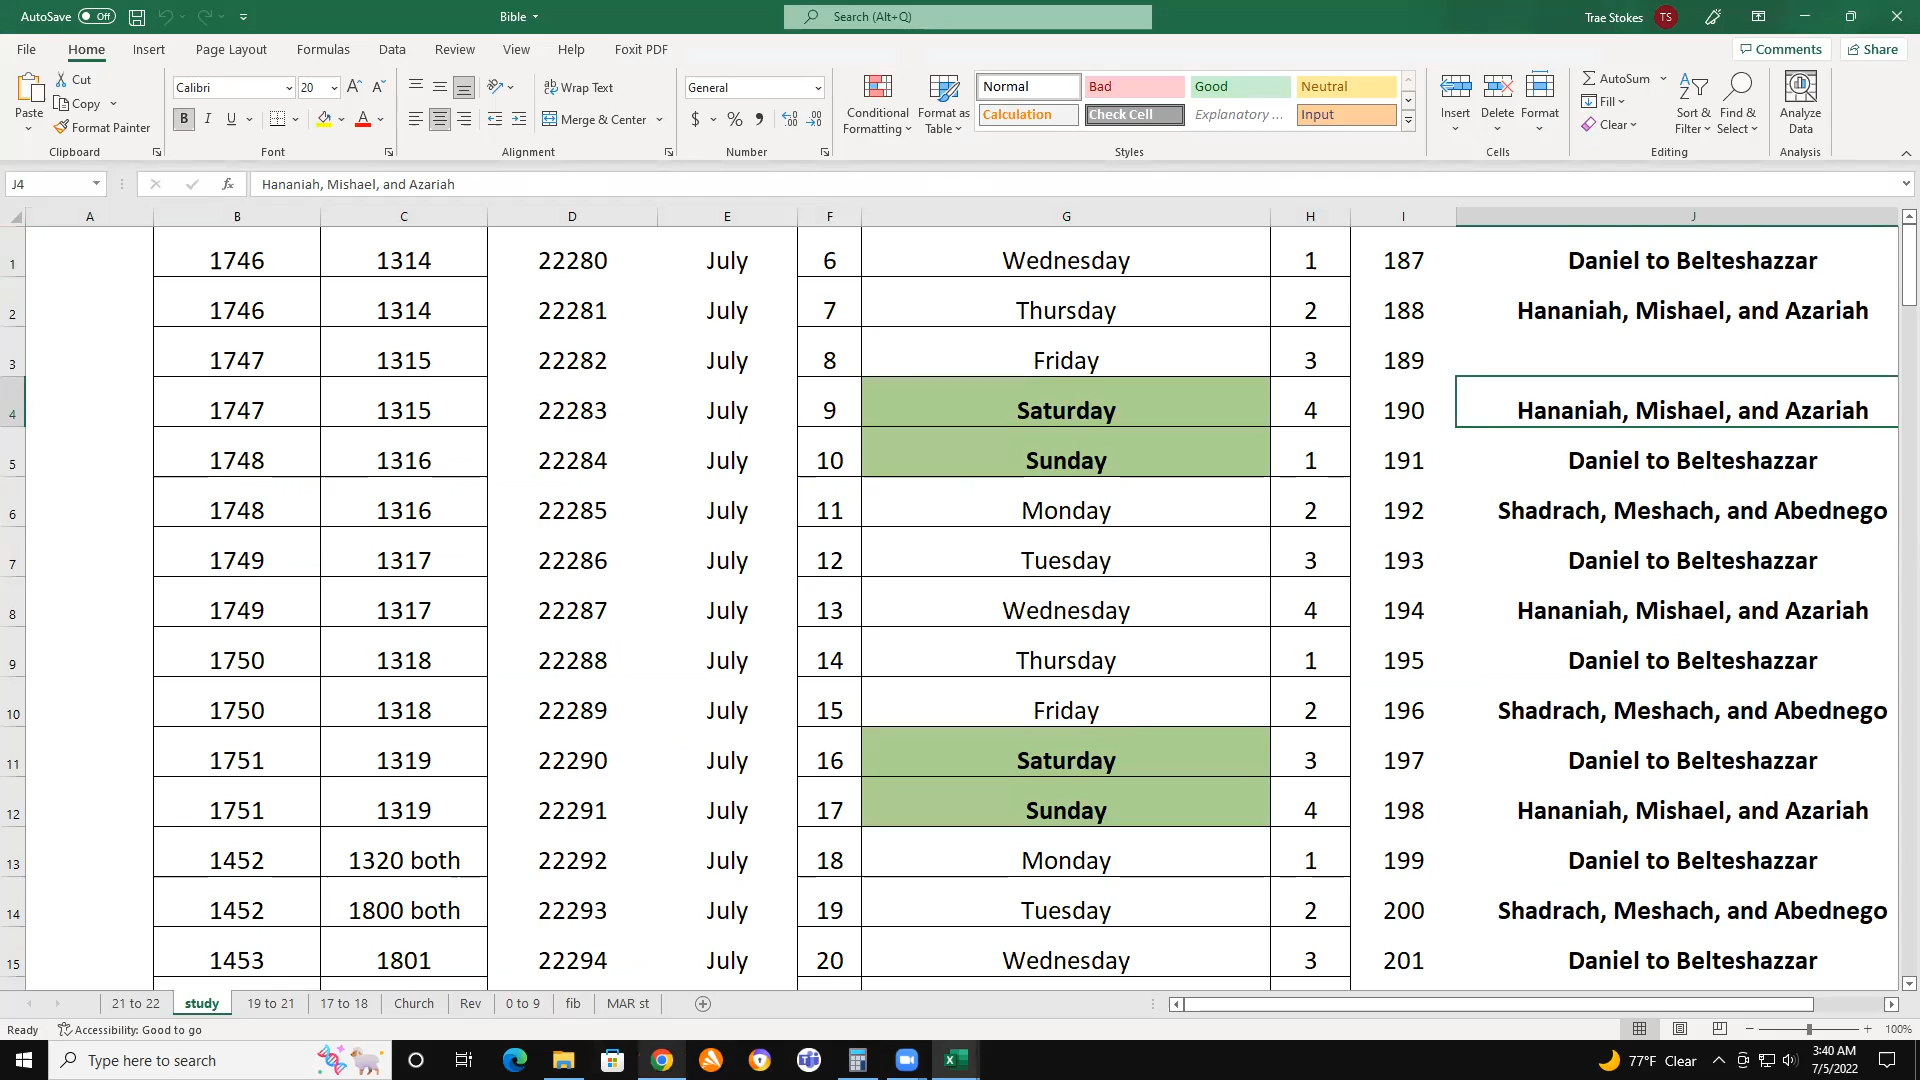 AutoSave Off Bible Search (Alt+Q) Trae Stokes TS
File Home Insert Page Layout Formulas Data Review View Help Foxit PDF Comments Share
Paste Cut Copy Format Painter Clipboard
Calibri 20 B I U A A A Font
Wrap Text Merge & Center Alignment
General $ % 9 Number
Conditional Formatting Format as Table
Normal Bad Good Neutral
Calculation Check Cell Explanatory ... Input
Styles
Insert Delete Format Cells
AutoSum Fill Clear Sort & Filter Find & Select Editing
Analyze Data Analysis
J4 fx Hananiah, Mishael, and Azariah
A B C D E F G H I J
1 1746 1314 22280 July 6 Wednesday 1 187 Daniel to Belteshazzar
2 1746 1314 22281 July 7 Thursday 2 188 Hananiah, Mishael, and Azariah
3 1747 1315 22282 July 8 Friday 3 189
4 1747 1315 22283 July 9 Saturday 4 190 Hananiah, Mishael, and Azariah
5 1748 1316 22284 July 10 Sunday 1 191 Daniel to Belteshazzar
6 1748 1316 22285 July 11 Monday 2 192 Shadrach, Meshach, and Abednego
7 1749 1317 22286 July 12 Tuesday 3 193 Daniel to Belteshazzar
8 1749 1317 22287 July 13 Wednesday 4 194 Hananiah, Mishael, and Azariah
9 1750 1318 22288 July 14 Thursday 1 195 Daniel to Belteshazzar
10 1750 1318 22289 July 15 Friday 2 196 Shadrach, Meshach, and Abednego
11 1751 1319 22290 July 16 Saturday 3 197 Daniel to Belteshazzar
12 1751 1319 22291 July 17 Sunday 4 198 Hananiah, Mishael, and Azariah
13 1452 1320 both 22292 July 18 Monday 1 199 Daniel to Belteshazzar
14 1452 1800 both 22293 July 19 Tuesday 2 200 Shadrach, Meshach, and Abednego
15 1453 1801 22294 July 20 Wednesday 3 201 Daniel to Belteshazzar
21 to 22 study 19 to 21 17 to 18 Church Rev 0 to 9 fib MAR st
Ready Accessibility: Good to go 100%
Type here to search 77°F Clear 3:40 AM
7/5/2022